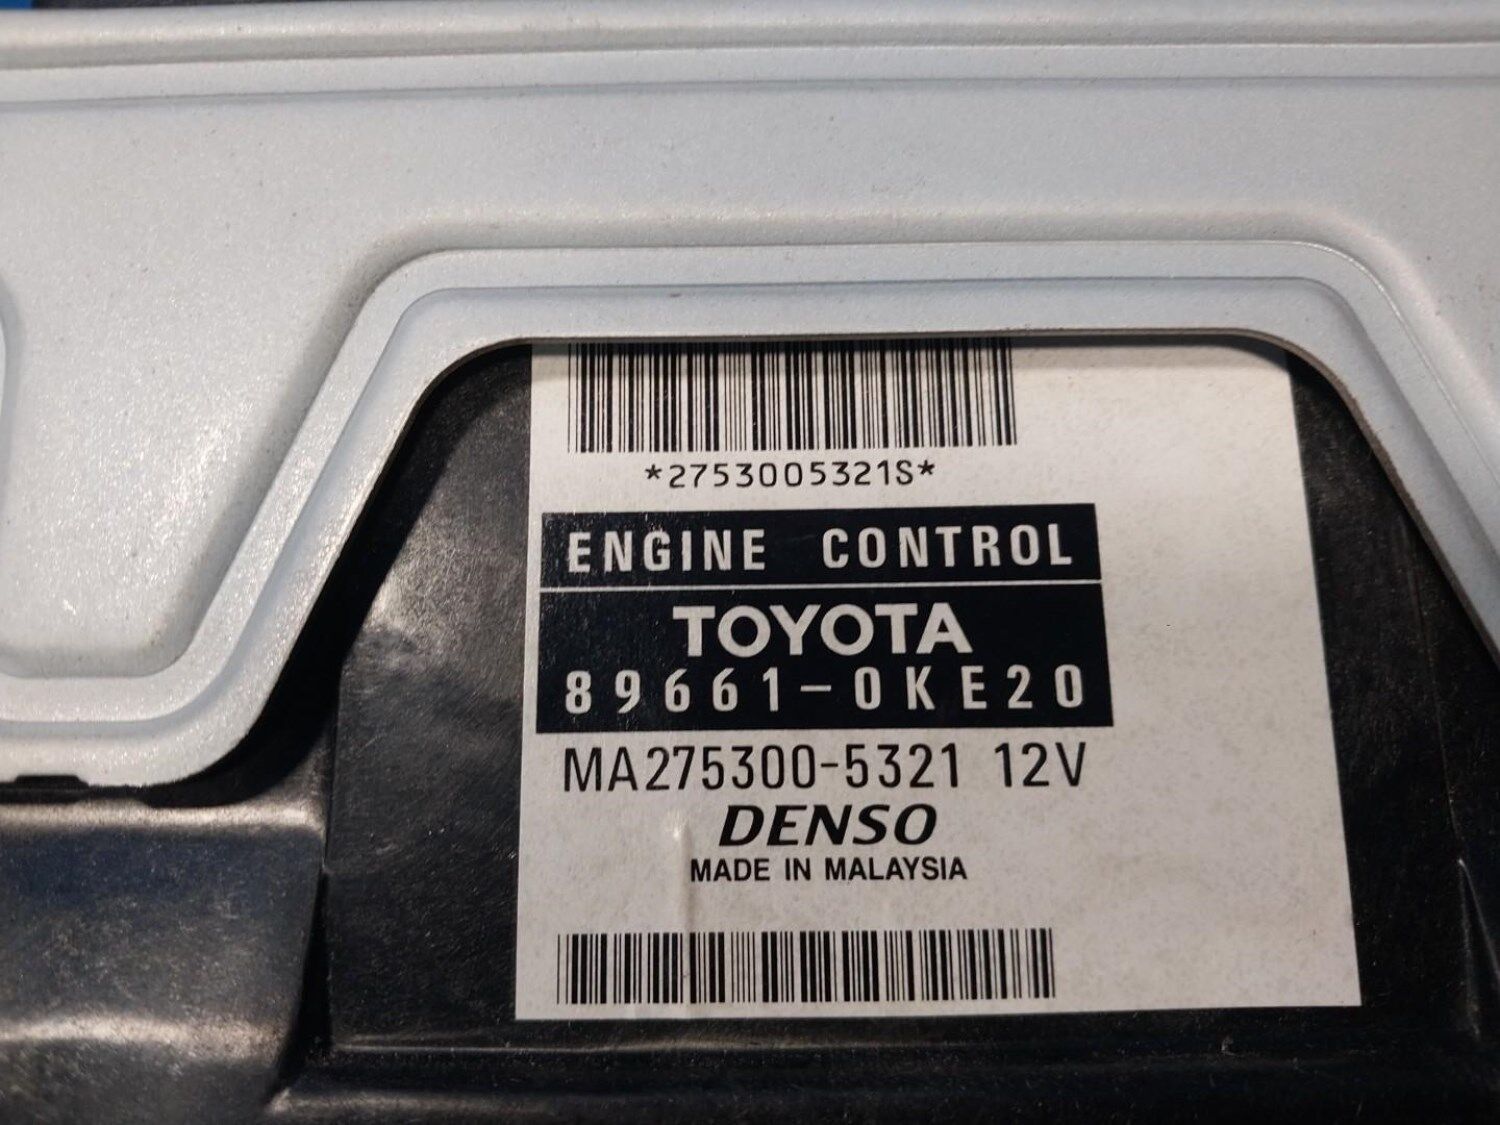 *2753005321S*
ENGINE CONTROL
TOYOTA
89661-0KE20
MA275300-5321 12V
DENSO
MADE IN MALAYSIA